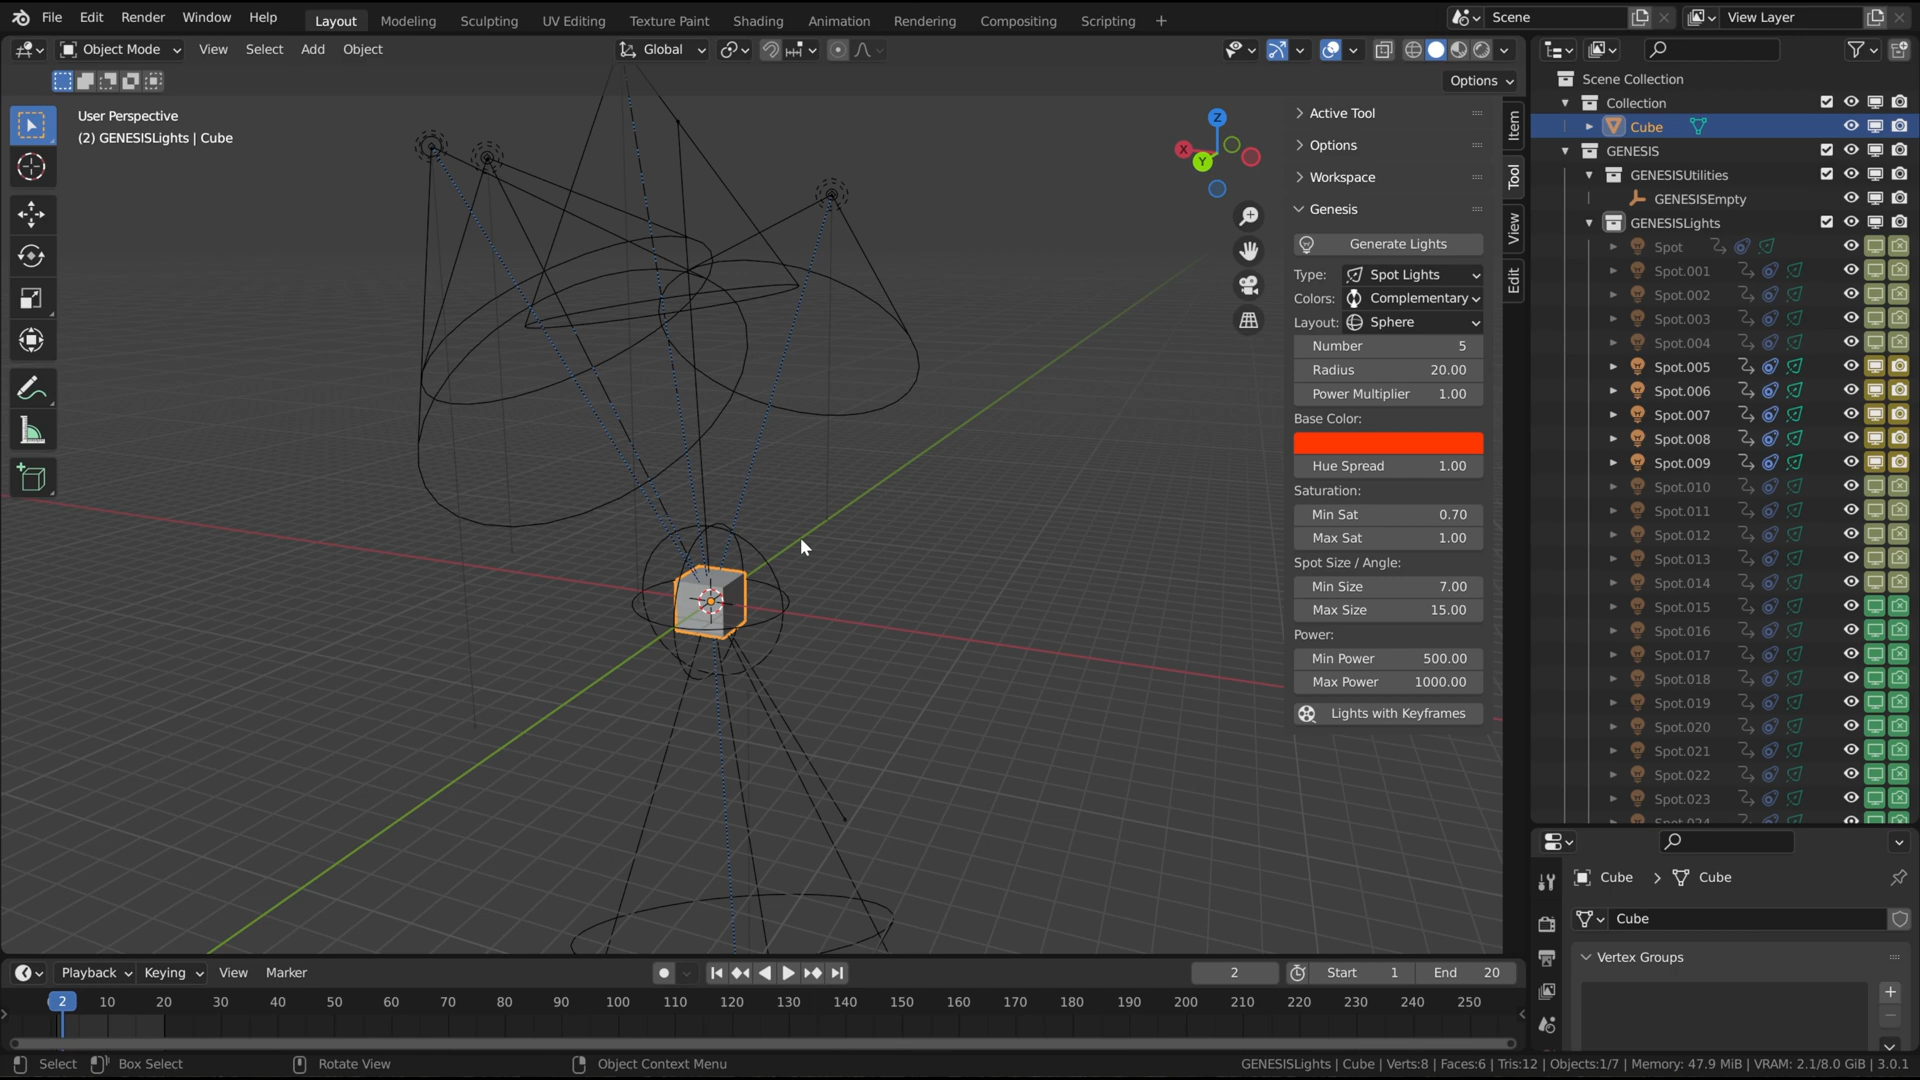 File Edit Render Window Help Layout Modeling Sculpting UV Editing Texture Paint Shading Animation Rendering Compositing Scripting + Scene View Layer
Object Mode View Select Add Object Global
Options
User Perspective
(2) GENESISLights | Cube
Z
X
Y
Active Tool
Options
Workspace
Genesis
Generate Lights
Type: Spot Lights
Colors: Complementary
Layout: Sphere
Number 5
Radius 20.00
Power Multiplier 1.00
Base Color:
Hue Spread 1.00
Saturation:
Min Sat 0.70
Max Sat 1.00
Spot Size / Angle:
Min Size 7.00
Max Size 15.00
Power:
Min Power 500.00
Max Power 1000.00
Lights with Keyframes
Item
Tool
View
Edit
Scene Collection
Collection
Cube
GENESIS
GENESISUtilities
GENESISEmpty
GENESISLights
Spot
Spot.001
Spot.002
Spot.003
Spot.004
Spot.005
Spot.006
Spot.007
Spot.008
Spot.009
Spot.010
Spot.011
Spot.012
Spot.013
Spot.014
Spot.015
Spot.016
Spot.017
Spot.018
Spot.019
Spot.020
Spot.021
Spot.022
Spot.023
Spot.024
Cube > Cube
Cube
Vertex Groups
Playback Keying View Marker 2 Start 1 End 20
2 10 20 30 40 50 60 70 80 90 100 110 120 130 140 150 160 170 180 190 200 210 220 230 240 250
Select Box Select Rotate View Object Context Menu GENESISLights | Cube | Verts:8 | Faces:6 | Tris:12 | Objects:1/7 | Memory: 47.9 MiB | VRAM: 2.1/8.0 GiB | 3.0.1